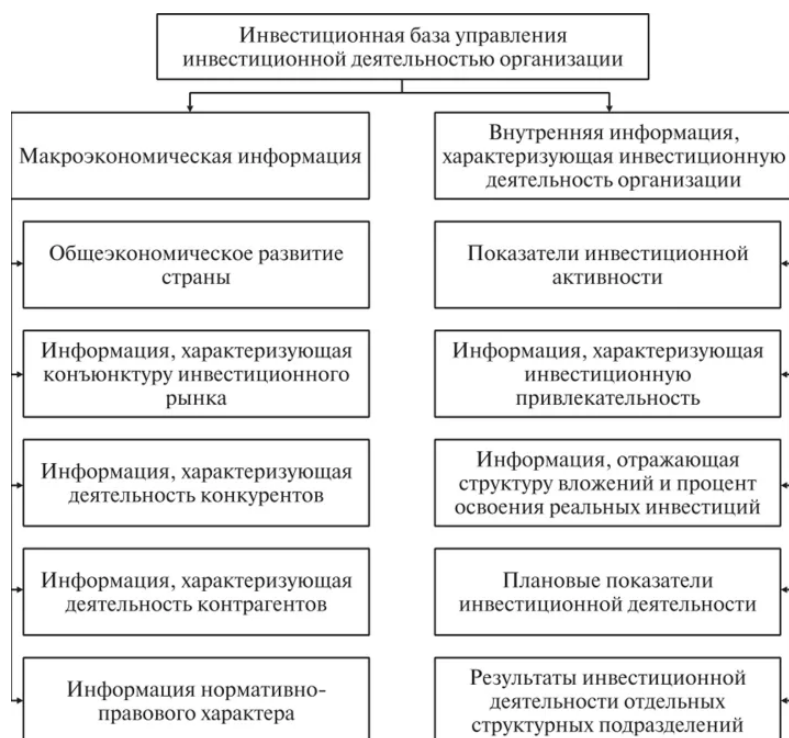 Инвестиционная база управления
инвестиционной деятельностью организации
Макроэкономическая информация
Внутренняя информация,
характеризующая инвестиционную
деятельность организации
Общеэкономическое развитие
страны
Показатели инвестиционной
активности
Информация, характеризующая
конъюнктуру инвестиционного
рынка
Информация, характеризующая
инвестиционную
привлекательность
Информация, характеризующая
деятельность конкурентов
Информация, отражающая
структуру вложений и процент
освоения реальных инвестиций
Информация, характеризующая
деятельность контрагентов
Плановые показатели
инвестиционной деятельности
Информация нормативно-
правового характера
Результаты инвестиционной
деятельности отдельных
структурных подразделений